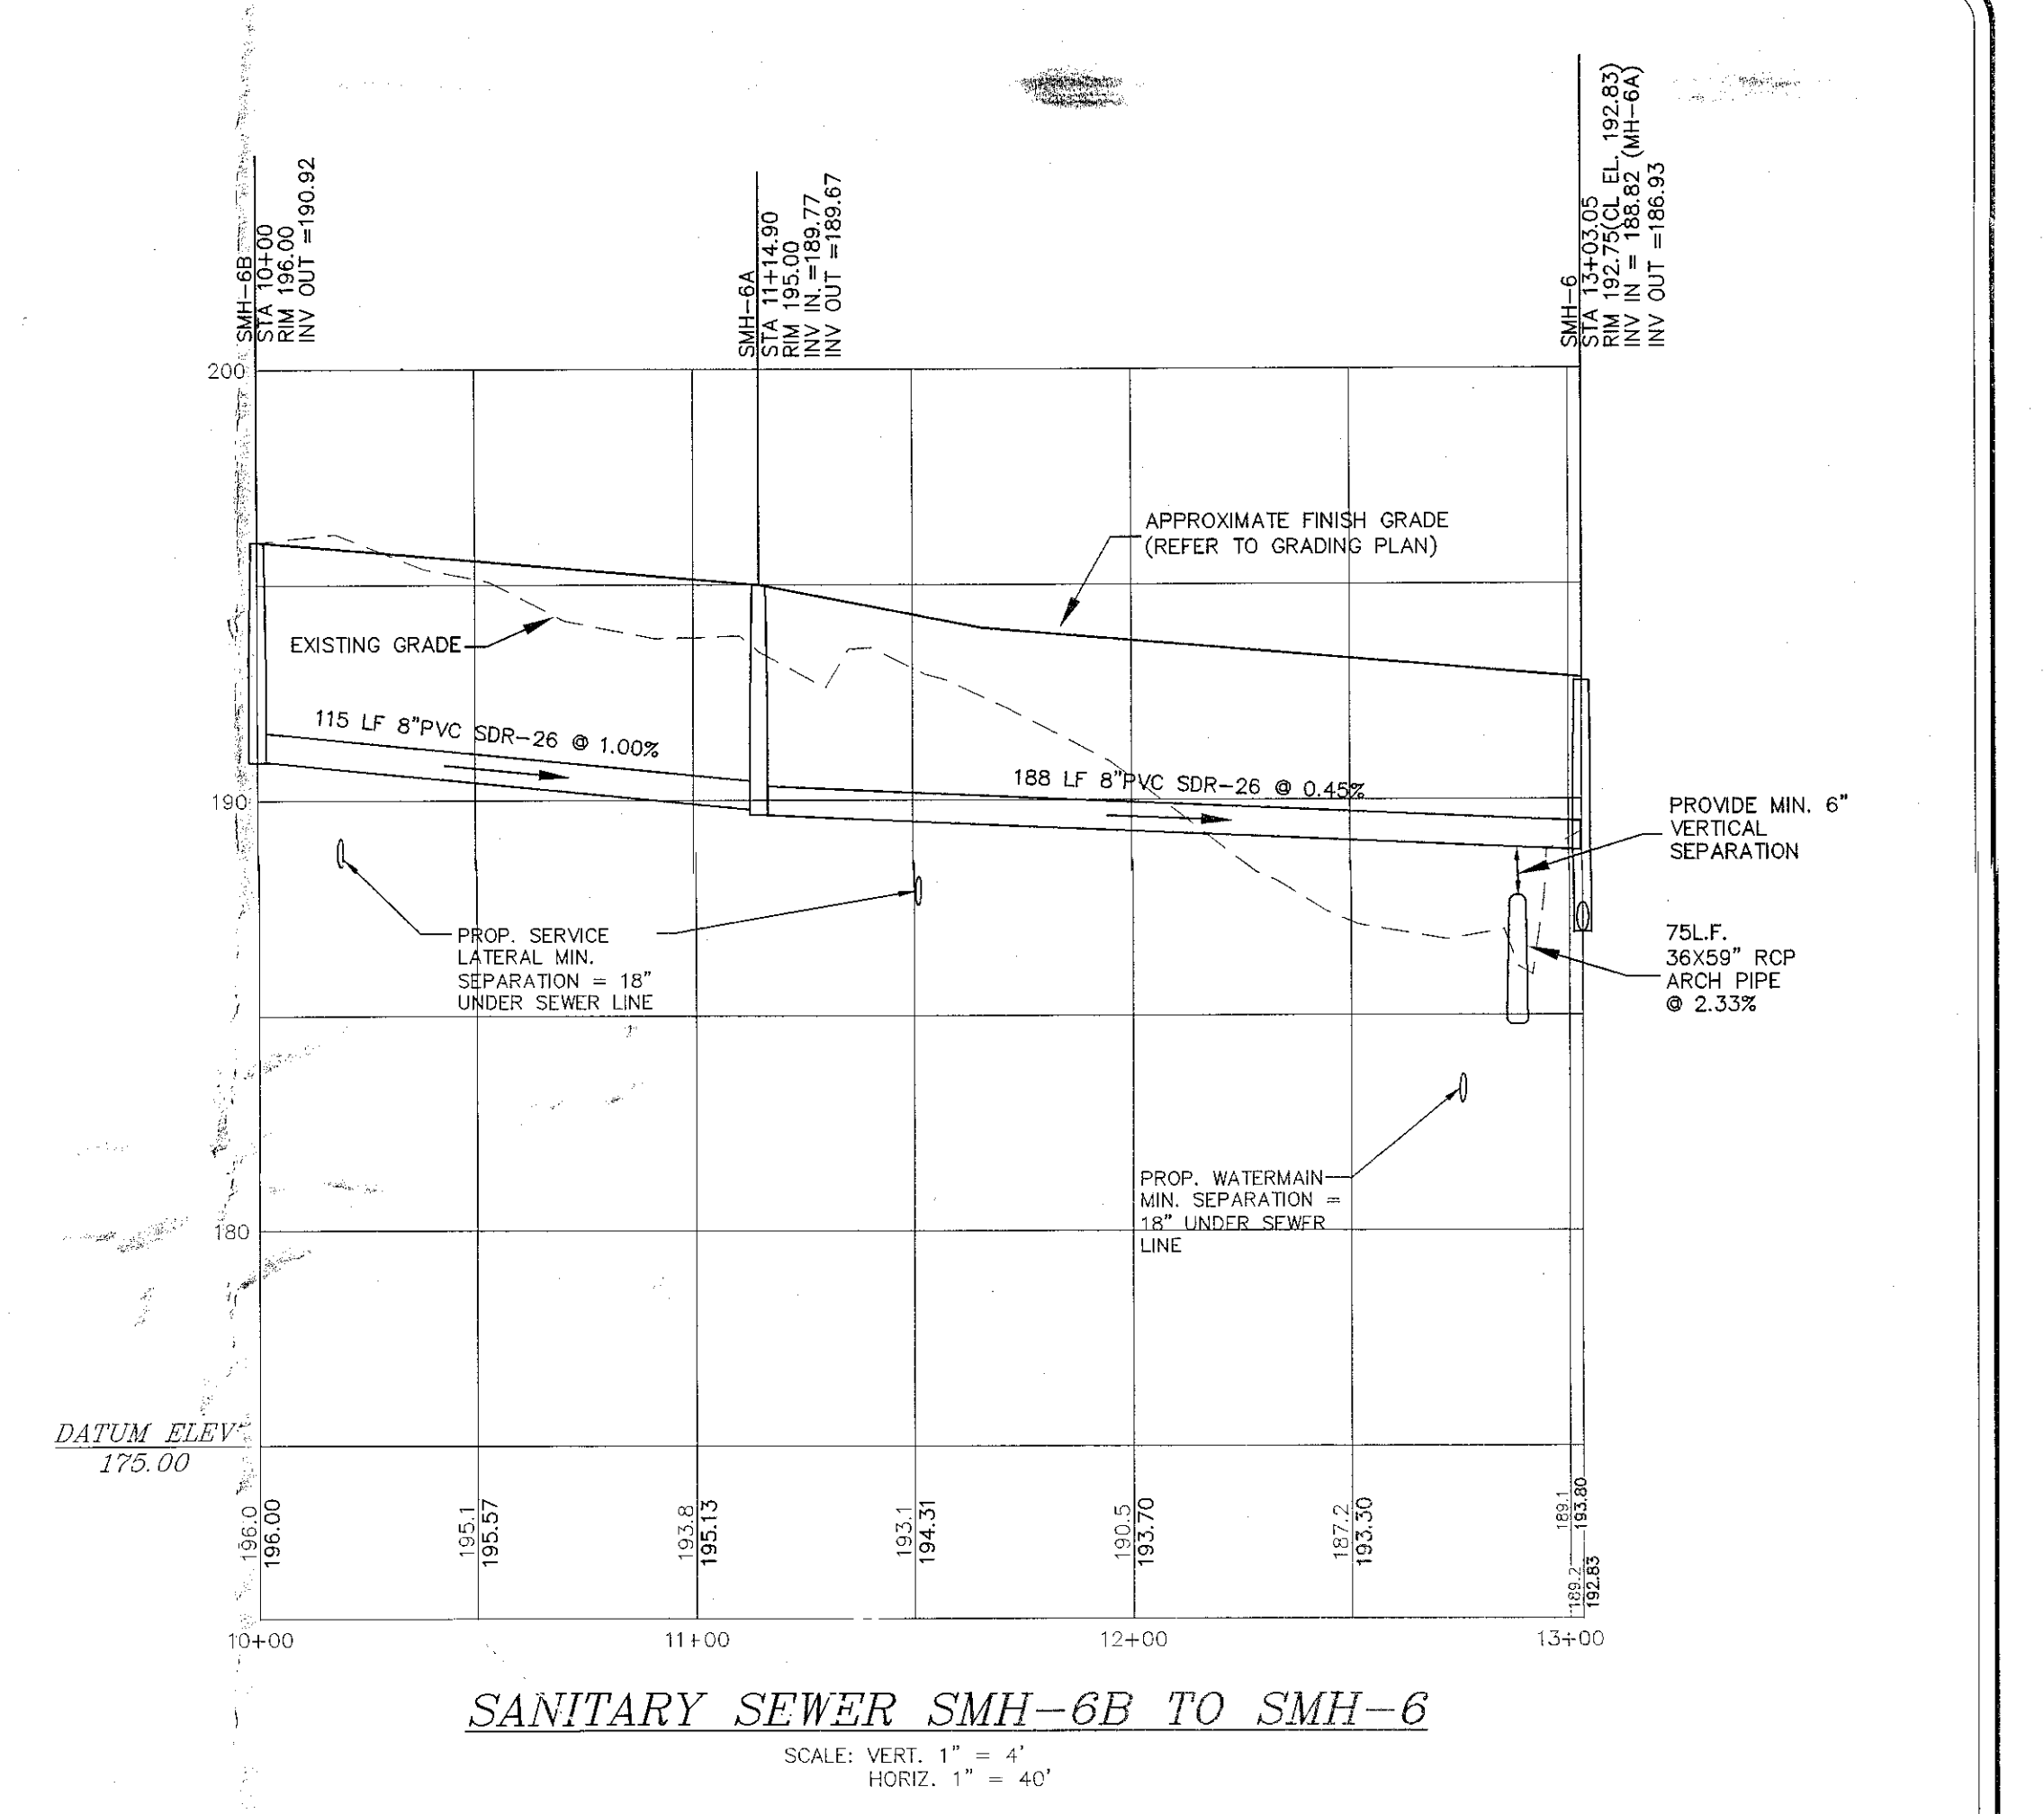 SMH-6B
STA 10+00
RIM 196.00
INV OUT =190.92
SMH-6A
STA 11+14.90
RIM 195.00
INV IN.=189.77
INV OUT =189.67
SMH-6
STA 13+03.05
RIM 192.75(CL EL. 192.83)
INV IN = 188.82 (MH-6A)
INV OUT =186.93
200
APPROXIMATE FINISH GRADE
(REFER TO GRADING PLAN)
EXISTING GRADE
115 LF 8"PVC SDR-26 @ 1.00%
188 LF 8"PVC SDR-26 @ 0.45%
190
PROVIDE MIN. 6"
VERTICAL
SEPARATION
PROP. SERVICE
LATERAL MIN.
SEPARATION = 18"
UNDER SEWER LINE
75L.F.
36X59" RCP
ARCH PIPE
@ 2.33%
PROP. WATERMAIN
MIN. SEPARATION =
18" UNDER SEWER
LINE
180
DATUM ELEV
175.00
196.0
196.00
195.1
195.57
193.8
195.13
193.1
194.31
190.5
193.70
187.2
193.30
189.1
193.80
189.2
192.83
10+00
11+00
12+00
13+00
SANITARY SEWER SMH-6B TO SMH-6
SCALE: VERT. 1" = 4'
HORIZ. 1" = 40'